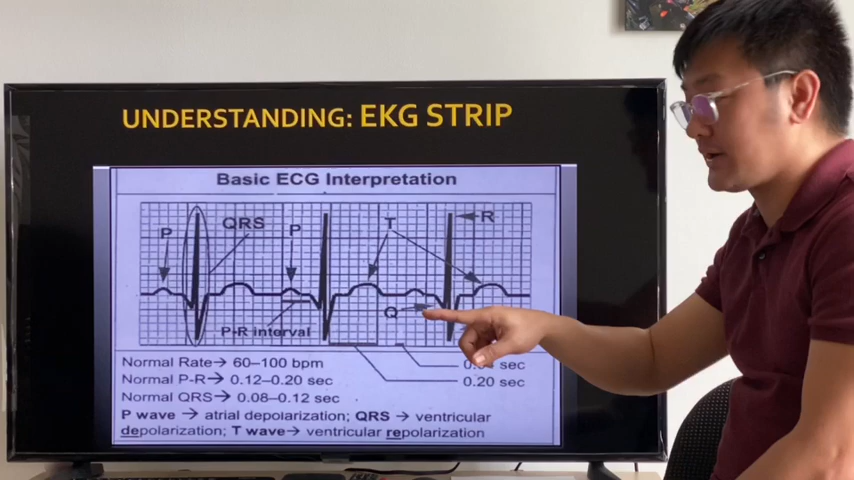 UNDERSTANDING: EKG STRIP
Basic ECG Interpretation
P
QRS
P
T
R
Q
P-R interval
sec
0.20 sec
Normal Rate→ 60–100 bpm
Normal P-R→ 0.12–0.20 sec
Normal QRS→ 0.08–0.12 sec
P wave → atrial depolarization; QRS → ventricular
depolarization; T wave→ ventricular repolarization